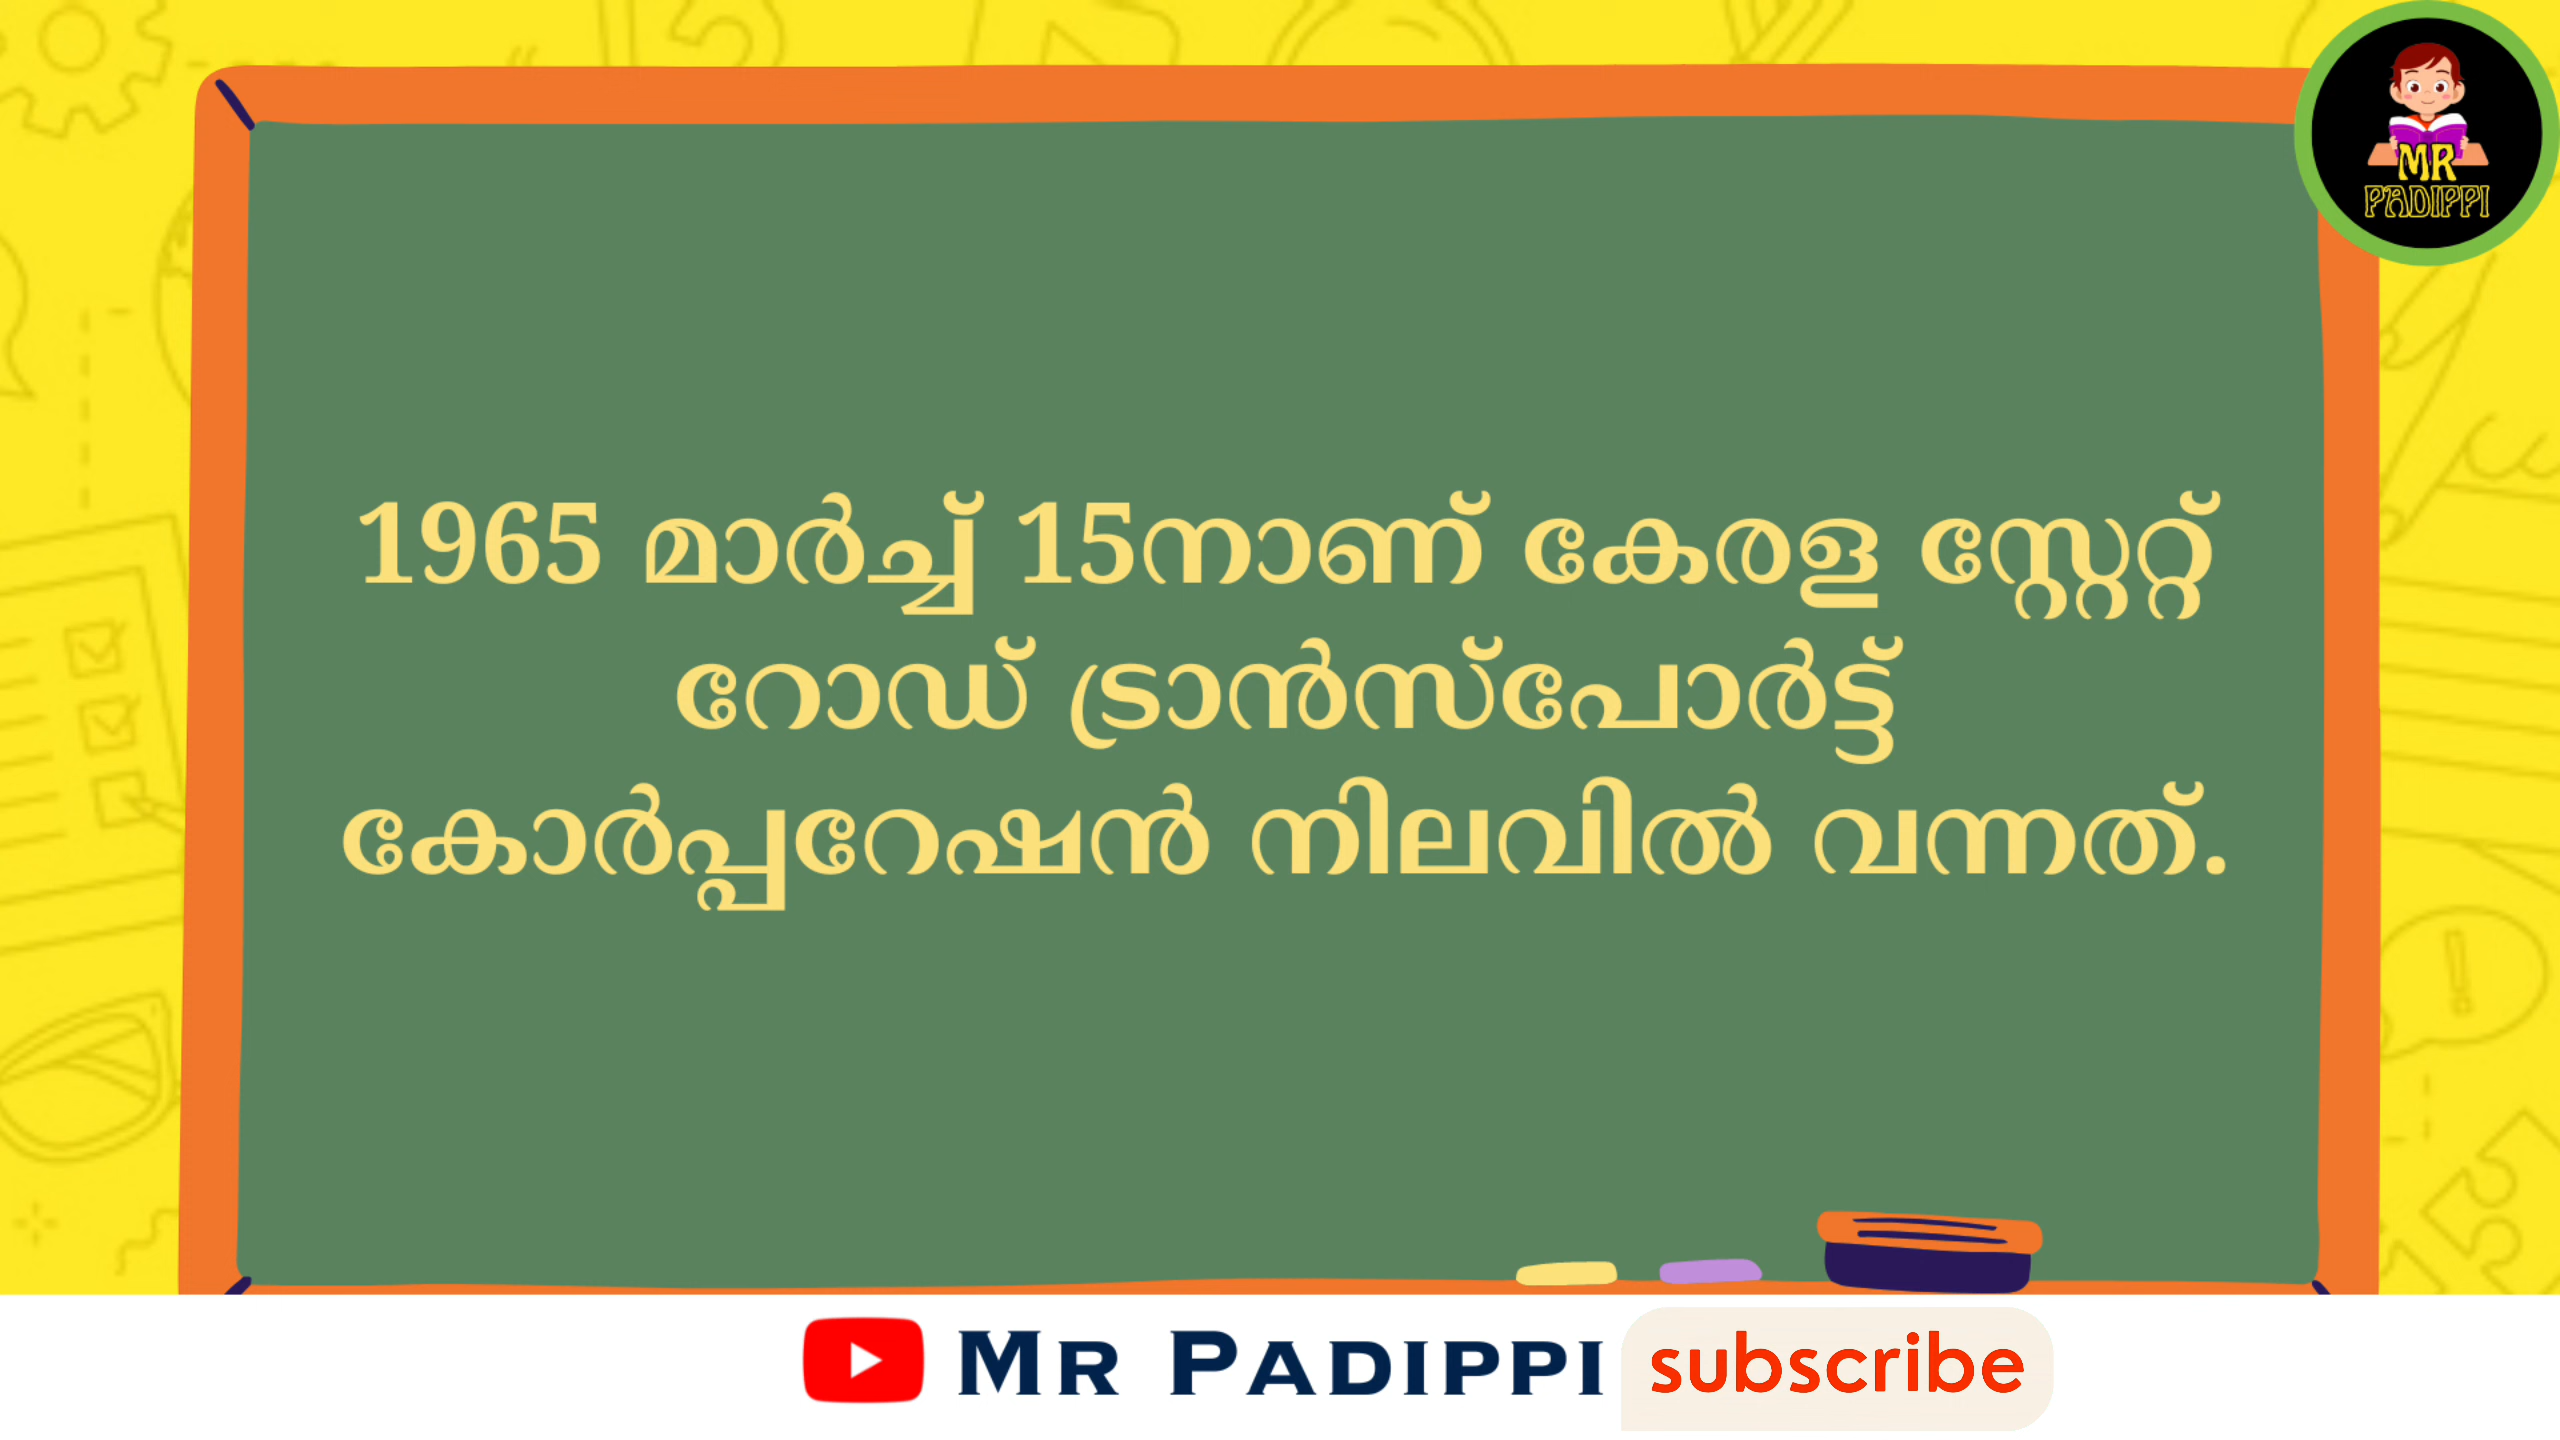 MR
PADIPPI
1965 മാർച്ച് 15നാണ് കേരള സ്റ്റേറ്റ്
റോഡ് ട്രാൻസ്പോർട്ട്
കോർപ്പറേഷൻ നിലവിൽ വന്നത്.
MR PADIPPI subscribe